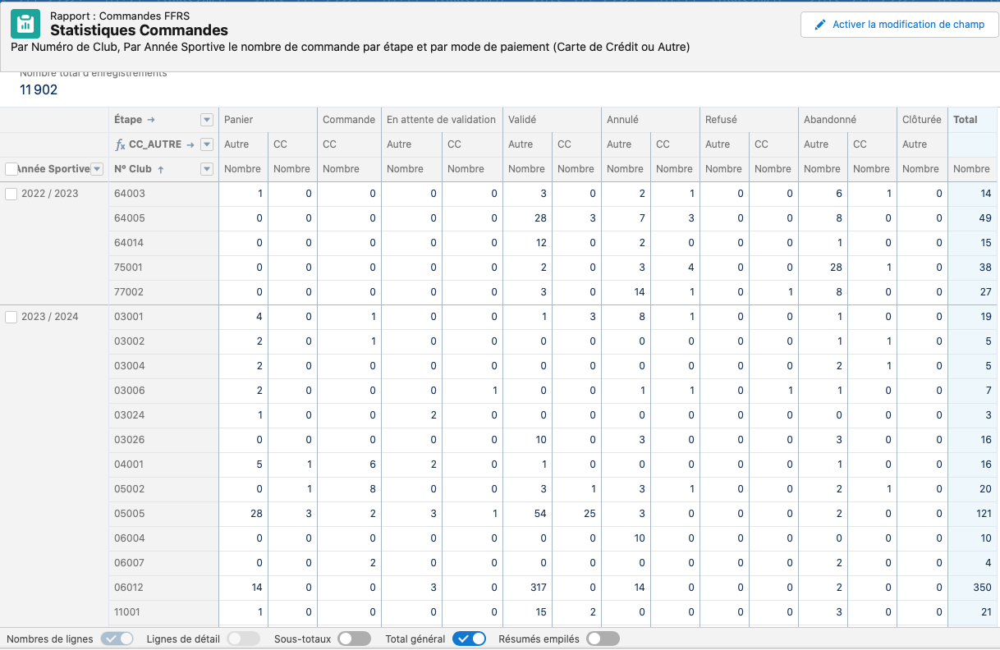 Rapport : Commandes FFRS
Statistiques Commandes
Activer la modification de champ
Par Numéro de Club, Par Année Sportive le nombre de commande par étape et par mode de paiement (Carte de Crédit ou Autre)
Nombre total d'enregistrements
11 902
Étape → Panier Commande En attente de validation Validé Annulé Refusé Abandonné Clôturée Total
fx CC_AUTRE → Autre CC CC Autre CC Autre CC Autre CC Autre CC Autre CC Autre
Année Sportive N° Club ↑ Nombre Nombre Nombre Nombre Nombre Nombre Nombre Nombre Nombre Nombre Nombre Nombre Nombre Nombre Nombre
2022 / 2023 64003 1 0 0 0 0 3 0 2 1 0 0 6 1 0 14
64005 0 0 0 0 0 28 3 7 3 0 0 8 0 0 49
64014 0 0 0 0 0 12 0 2 0 0 0 1 0 0 15
75001 0 0 0 0 0 2 0 3 4 0 0 28 1 0 38
77002 0 0 0 0 0 3 0 14 1 0 1 8 0 0 27
2023 / 2024 03001 4 0 1 0 0 1 3 8 1 0 0 1 0 0 19
03002 2 0 1 0 0 0 0 0 0 0 0 1 1 0 5
03004 2 0 0 0 0 0 0 0 0 0 0 2 1 0 5
03006 2 0 0 0 1 0 0 1 1 0 1 1 0 0 7
03024 1 0 0 2 0 0 0 0 0 0 0 0 0 0 3
03026 0 0 0 0 0 10 0 3 0 0 0 3 0 0 16
04001 5 1 6 2 0 1 0 0 0 0 0 1 0 0 16
05002 0 1 8 0 0 3 1 3 1 0 0 2 1 0 20
05005 28 3 2 3 1 54 25 3 0 0 0 2 0 0 121
06004 0 0 0 0 0 0 0 10 0 0 0 0 0 0 10
06007 0 0 2 0 0 0 0 0 0 0 0 2 0 0 4
06012 14 0 0 3 0 317 0 14 0 0 0 2 0 0 350
11001 1 0 0 0 0 15 2 0 0 0 0 3 0 0 21
Nombres de lignes Lignes de détail Sous-totaux Total général Résumés empilés